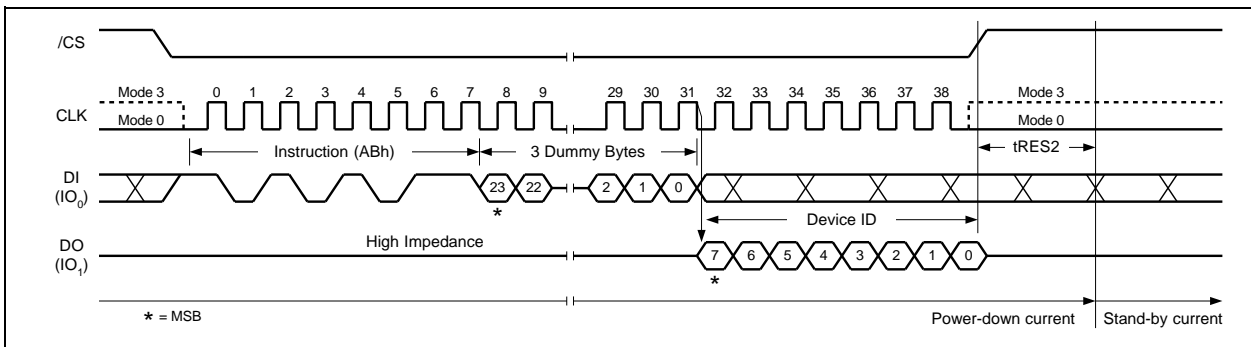 /CS
Mode 3 0 1 2 3 4 5 6 7 8 9 29 30 31 32 33 34 35 36 37 38 Mode 3
CLK Mode 0 Mode 0
Instruction (ABh) 3 Dummy Bytes tRES2
DI
(IO0) 23 22 2 1 0
* Device ID
DO High Impedance
(IO1) 7 6 5 4 3 2 1 0
*
* = MSB Power-down current Stand-by current